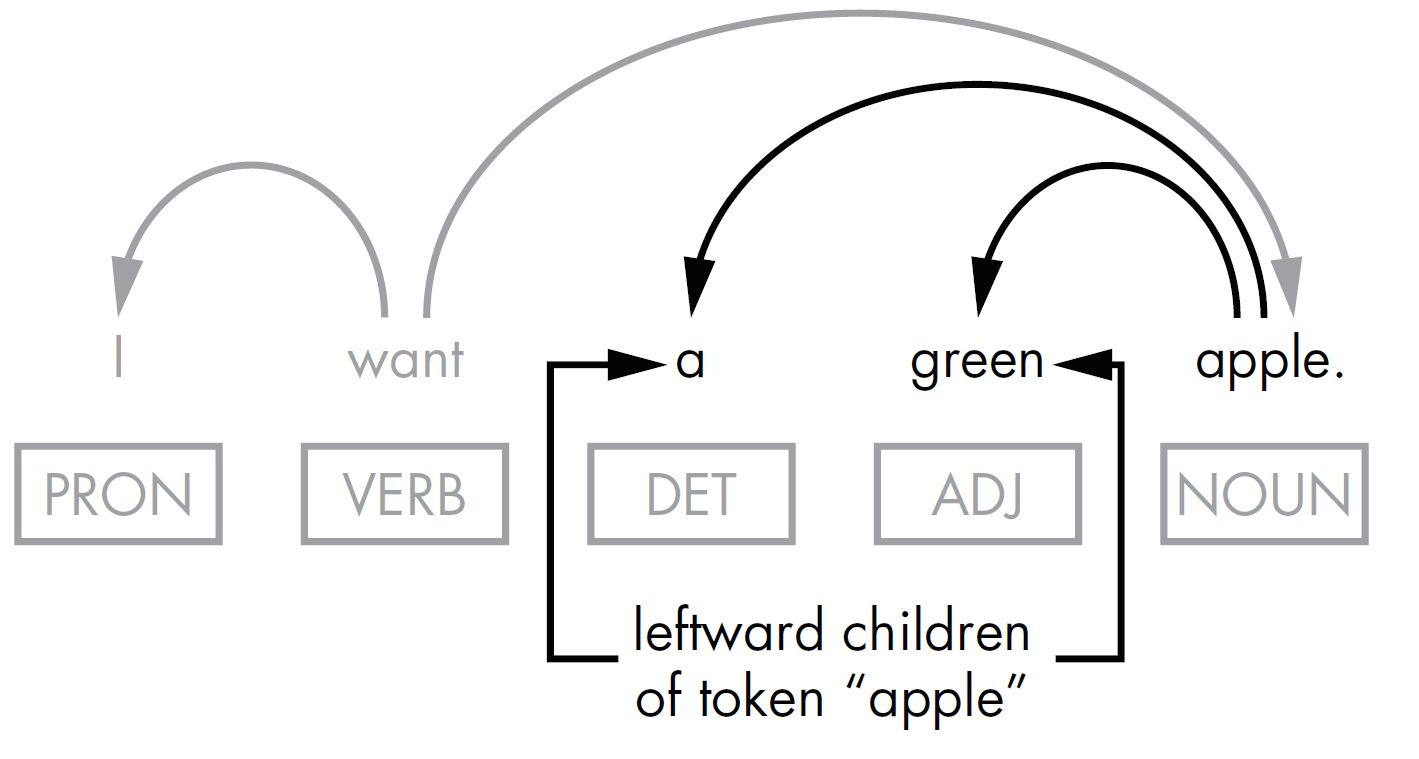 I want a green apple.
PRON VERB DET ADJ NOUN
leftward children
of token “apple”